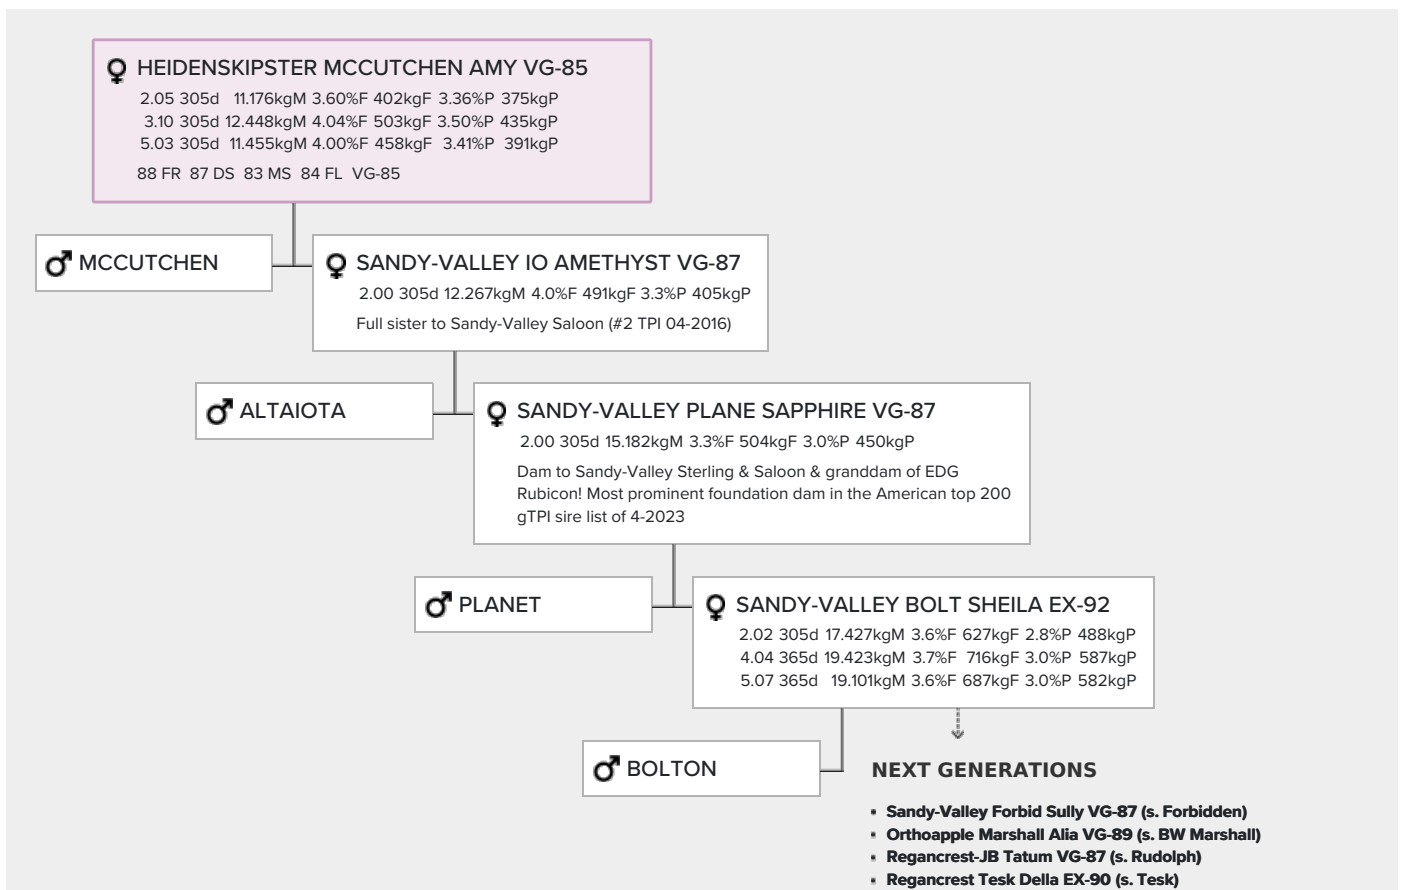 HEIDENSKIPSTER MCCUTCHEN AMY VG-85
2.05 305d 11.176kgM 3.60%F 402kgF 3.36%P 375kgP
3.10 305d 12.448kgM 4.04%F 503kgF 3.50%P 435kgP
5.03 305d 11.455kgM 4.00%F 458kgF 3.41%P 391kgP
88 FR 87 DS 83 MS 84 FL VG-85
MCCUTCHEN
SANDY-VALLEY IO AMETHYST VG-87
2.00 305d 12.267kgM 4.0%F 491kgF 3.3%P 405kgP
Full sister to Sandy-Valley Saloon (#2 TPI 04-2016)
ALTAIOTA
SANDY-VALLEY PLANE SAPPHIRE VG-87
2.00 305d 15.182kgM 3.3%F 504kgF 3.0%P 450kgP
Dam to Sandy-Valley Sterling & Saloon & granddam of EDG
Rubicon! Most prominent foundation dam in the American top 200
gTPI sire list of 4-2023
PLANET
SANDY-VALLEY BOLT SHEILA EX-92
2.02 305d 17.427kgM 3.6%F 627kgF 2.8%P 488kgP
4.04 365d 19.423kgM 3.7%F 716kgF 3.0%P 587kgP
5.07 365d 19.101kgM 3.6%F 687kgF 3.0%P 582kgP
BOLTON
NEXT GENERATIONS
Sandy-Valley Forbid Sully VG-87 (s. Forbidden)
Orthoapple Marshall Alia VG-89 (s. BW Marshall)
Regancrest-JB Tatum VG-87 (s. Rudolph)
Regancrest Tesk Della EX-90 (s. Tesk)